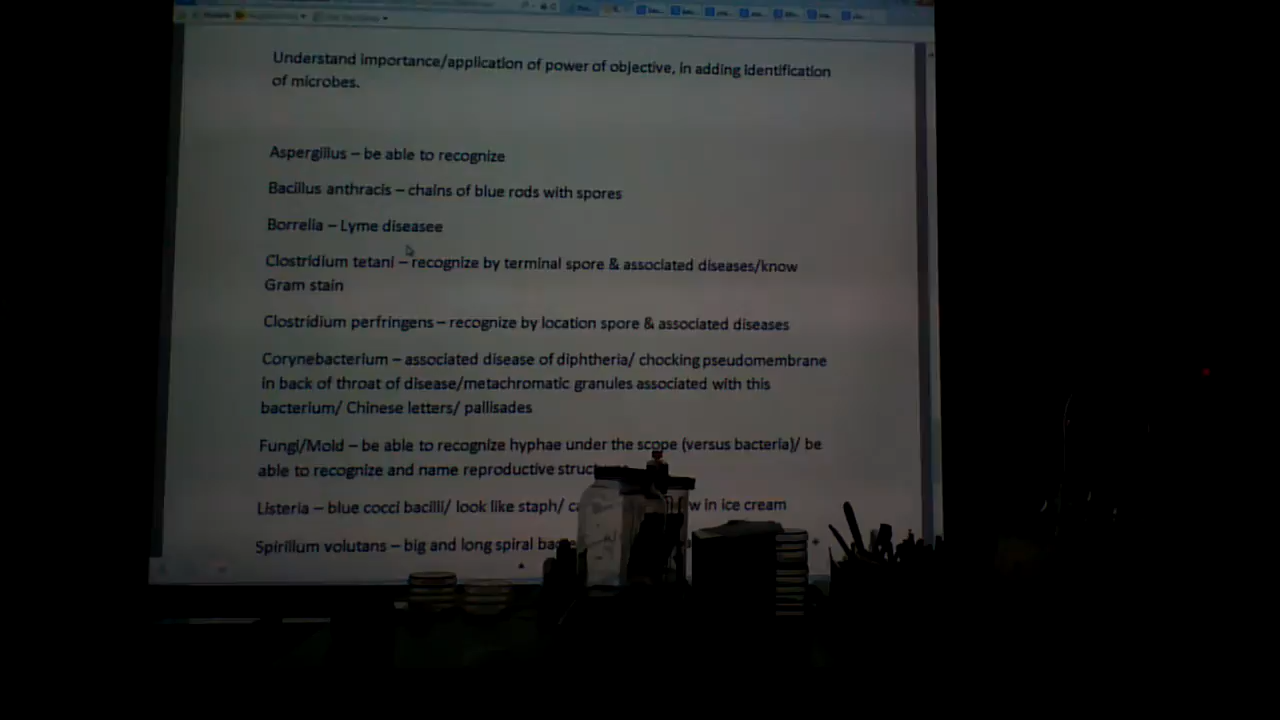 Understand importance/application of power of objective, in adding identification
of microbes.
Aspergillus – be able to recognize
Bacillus anthracis – chains of blue rods with spores
Borrelia – Lyme diseasee
Clostridium tetani – recognize by terminal spore & associated diseases/know
Gram stain
Clostridium perfringens – recognize by location spore & associated diseases
Corynebacterium – associated disease of diphtheria/ chocking pseudomembrane
in back of throat of disease/metachromatic granules associated with this
bacterium/ Chinese letters/ pallisades
Fungi/Mold – be able to recognize hyphae under the scope (versus bacteria)/ be
able to recognize and name reproductive struc
Listeria – blue cocci bacilli/ look like staph/ in ice cream
Spirillum volutans – big and long spiral